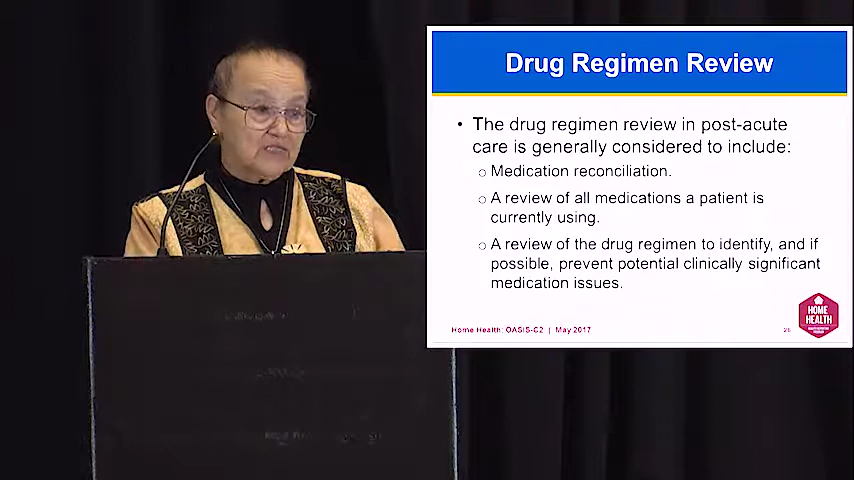 Drug Regimen Review
• The drug regimen review in post-acute
care is generally considered to include:
o Medication reconciliation.
o A review of all medications a patient is
currently using.
o A review of the drug regimen to identify, and if
possible, prevent potential clinically significant
medication issues.
Home Health: OASIS-C2 | May 2017
HOME
HEALTH